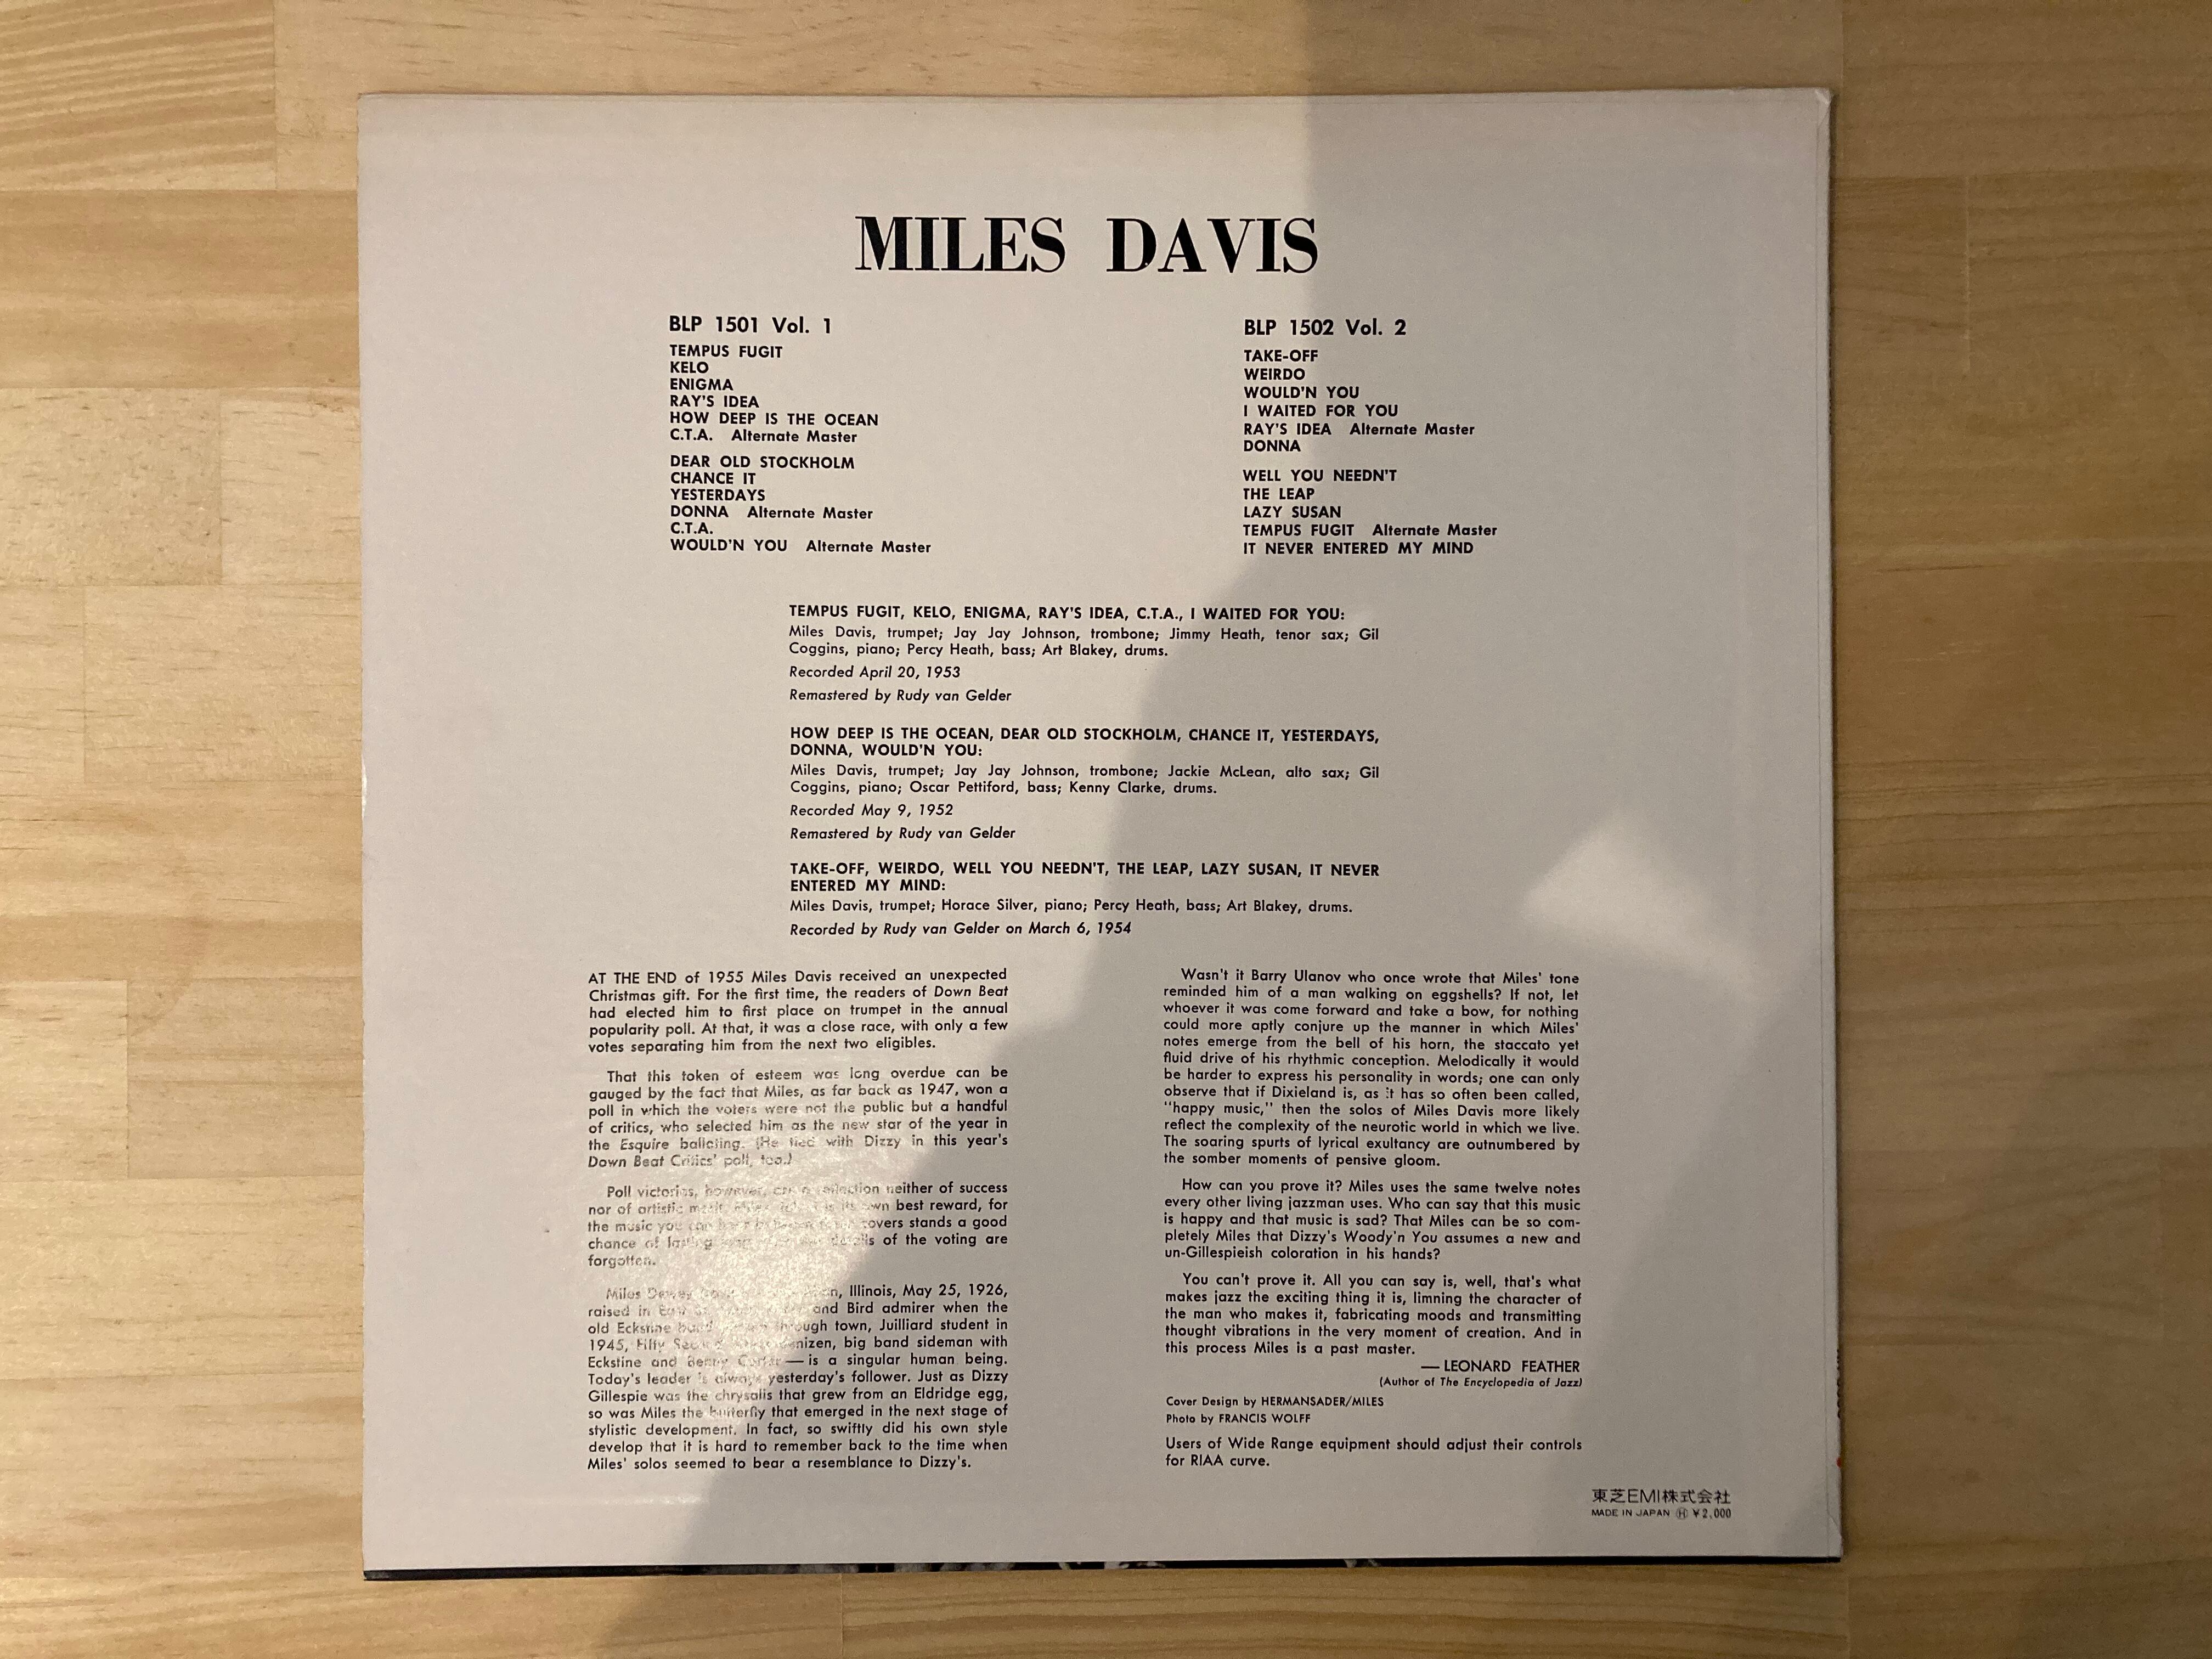 MILES DAVIS
BLP 1501 Vol. 1
TEMPUS FUGIT
KELO
ENIGMA
RAY'S IDEA
HOW DEEP IS THE OCEAN
C.T.A. Alternate Master
DEAR OLD STOCKHOLM
CHANCE IT
YESTERDAYS
DONNA Alternate Master
C.T.A.
WOULD'N YOU Alternate Master
BLP 1502 Vol. 2
TAKE-OFF
WEIRDO
WOULD'N YOU
I WAITED FOR YOU
RAY'S IDEA Alternate Master
DONNA
WELL YOU NEEDN'T
THE LEAP
LAZY SUSAN
TEMPUS FUGIT Alternate Master
IT NEVER ENTERED MY MIND
TEMPUS FUGIT, KELO, ENIGMA, RAY'S IDEA, C.T.A., I WAITED FOR YOU:
Miles Davis, trumpet; Jay Jay Johnson, trombone; Jimmy Heath, tenor sax; Gil
Coggins, piano; Percy Heath, bass; Art Blakey, drums.
Recorded April 20, 1953
Remastered by Rudy van Gelder
HOW DEEP IS THE OCEAN, DEAR OLD STOCKHOLM, CHANCE IT, YESTERDAYS,
DONNA, WOULD'N YOU:
Miles Davis, trumpet; Jay Jay Johnson, trombone; Jackie McLean, alto sax; Gil
Coggins, piano; Oscar Pettiford, bass; Kenny Clarke, drums.
Recorded May 9, 1952
Remastered by Rudy van Gelder
TAKE-OFF, WEIRDO, WELL YOU NEEDN'T, THE LEAP, LAZY SUSAN, IT NEVER
ENTERED MY MIND:
Miles Davis, trumpet; Horace Silver, piano; Percy Heath, bass; Art Blakey, drums.
Recorded by Rudy van Gelder on March 6, 1954
AT THE END of 1955 Miles Davis received an unexpected
Christmas gift. For the first time, the readers of Down Beat
had elected him to first place on trumpet in the annual
popularity poll. At that, it was a close race, with only a few
votes separating him from the next two eligibles.
That this token of esteem was long overdue can be
gauged by the fact that Miles, as far back as 1947, won a
poll in which the voters were not the public but a handful
of critics, who selected him as the new star of the year in
the Esquire balloting. (He tied with Dizzy in this year's
Down Beat Critics' poll, too.)
Poll victories, however, are neither of success
nor of artistic own best reward, for
the music you can covers stands a good
chance of lasting of the voting are
forgotten.
Miles Dewey Illinois, May 25, 1926,
raised in and Bird admirer when the
old Eckstine through town, Juilliard student in
1945, Fifty big band sideman with
Eckstine and Benny Carter — is a singular human being.
Today's leader is always yesterday's follower. Just as Dizzy
Gillespie was the chrysalis that grew from an Eldridge egg,
so was Miles the butterfly that emerged in the next stage of
stylistic development. In fact, so swiftly did his own style
develop that it is hard to remember back to the time when
Miles' solos seemed to bear a resemblance to Dizzy's.
Wasn't it Barry Ulanov who once wrote that Miles' tone
reminded him of a man walking on eggshells? If not, let
whoever it was come forward and take a bow, for nothing
could more aptly conjure up the manner in which Miles'
notes emerge from the bell of his horn, the staccato yet
fluid drive of his rhythmic conception. Melodically it would
be harder to express his personality in words; one can only
observe that if Dixieland is, as it has so often been called,
"happy music," then the solos of Miles Davis more likely
reflect the complexity of the neurotic world in which we live.
The soaring spurts of lyrical exultancy are outnumbered by
the somber moments of pensive gloom.
How can you prove it? Miles uses the same twelve notes
every other living jazzman uses. Who can say that this music
is happy and that music is sad? That Miles can be so com-
pletely Miles that Dizzy's Woody'n You assumes a new and
un-Gillespieish coloration in his hands?
You can't prove it. All you can say is, well, that's what
makes jazz the exciting thing it is, limning the character of
the man who makes it, fabricating moods and transmitting
thought vibrations in the very moment of creation. And in
this process Miles is a past master.
— LEONARD FEATHER
(Author of The Encyclopedia of Jazz)
Cover Design by HERMANSADER/MILES
Photo by FRANCIS WOLFF
Users of Wide Range equipment should adjust their controls
for RIAA curve.
東芝EMI株式会社
MADE IN JAPAN Ⓗ ¥2,000